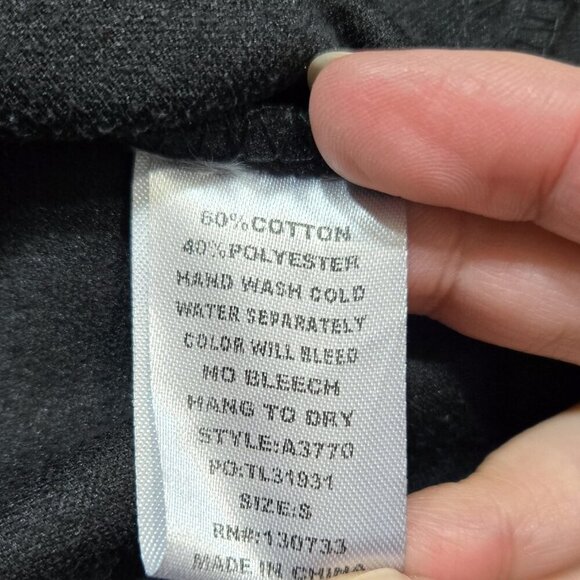 60%COTTON
40%POLYESTER
HAND WASH COLD
WATER SEPARATELY
COLOR WILL BLEED
NO BLEECH
HANG TO DRY
STYLE:A3770
PO:TL31931
SIZE:S
RN#:130733
MADE IN CHINA